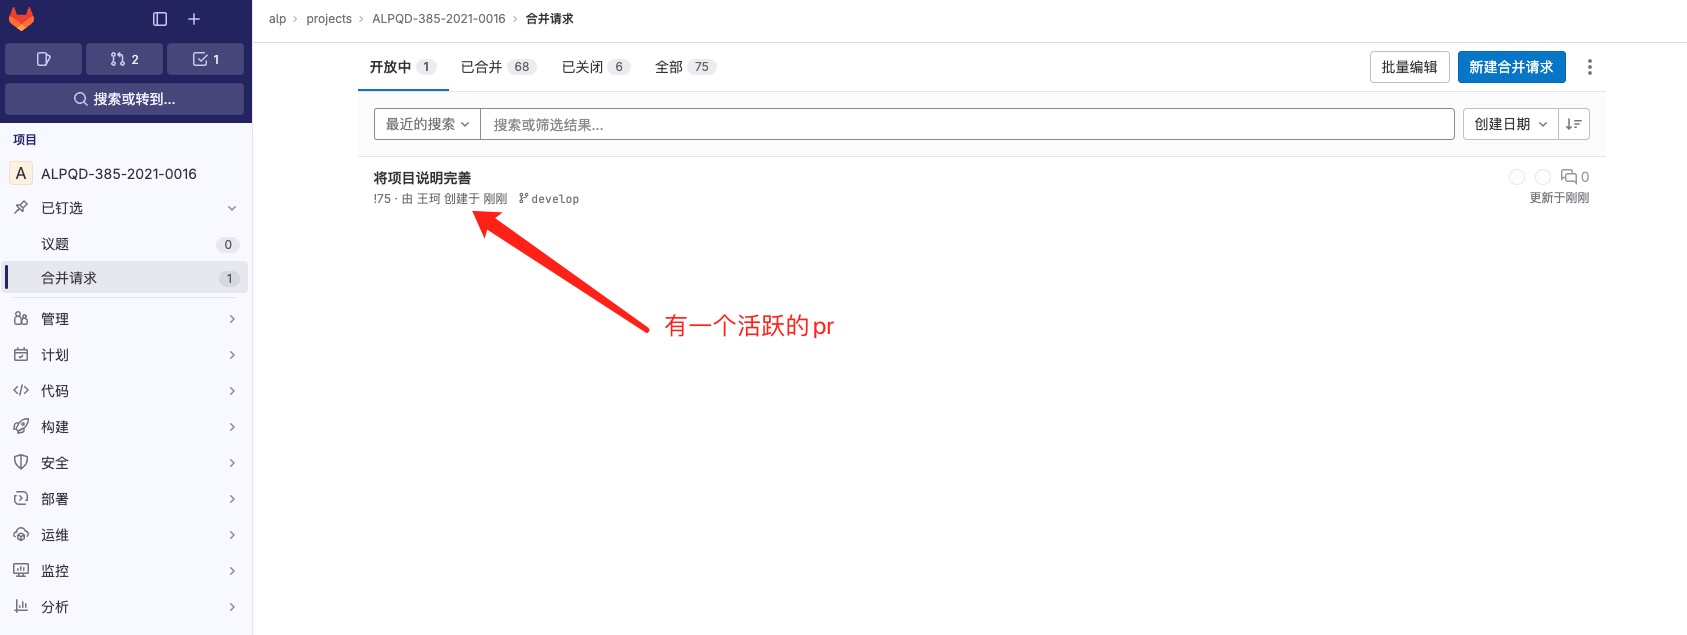 alp › projects › ALPQD-385-2021-0016 › 合并请求
2
1
搜索或转到...
项目
A ALPQD-385-2021-0016
已钉选
议题 0
合并请求 1
管理
计划
代码
构建
安全
部署
运维
监控
分析
开放中 1 已合并 68 已关闭 6 全部 75
批量编辑 新建合并请求
最近的搜索 搜索或筛选结果... 创建日期
将项目说明完善
0
!75 · 由 王珂 创建于 刚刚 develop
更新于刚刚
有一个活跃的pr